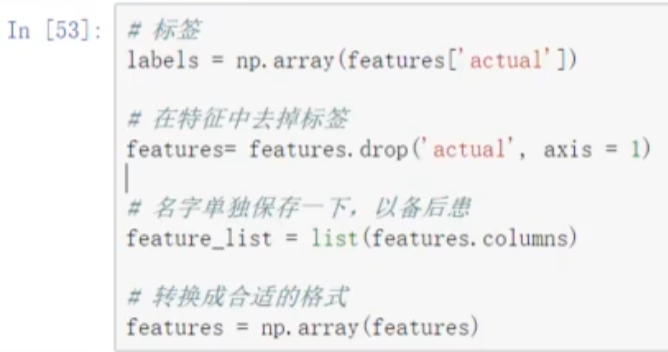 In [53]:
# 标签
labels = np.array(features['actual'])
# 在特征中去掉标签
features= features.drop('actual', axis = 1)
# 名字单独保存一下，以备后患
feature_list = list(features.columns)
# 转换成合适的格式
features = np.array(features)